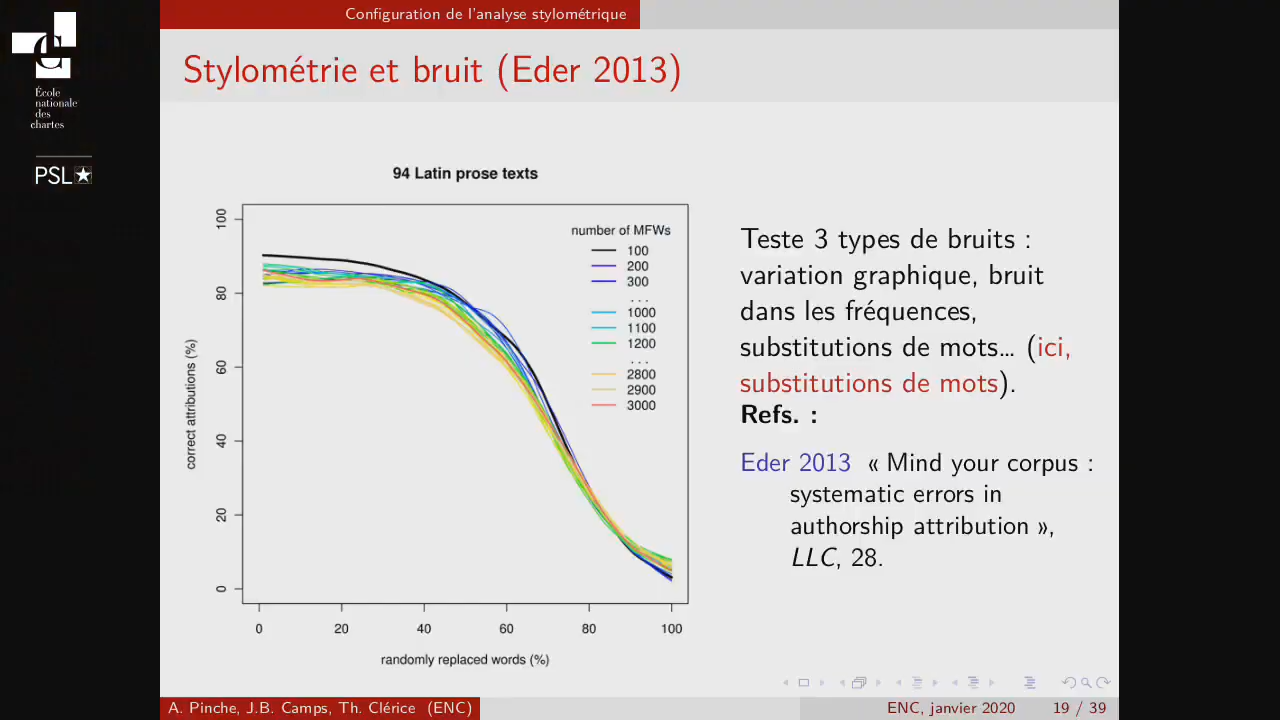 École
nationale
des
chartes
PSL
Configuration de l'analyse stylométrique
Stylométrie et bruit (Eder 2013)
94 Latin prose texts
correct attributions (%)
100
80
60
40
20
0
number of MFWs
100
200
300
. . .
1000
1100
1200
. . .
2800
2900
3000
0 20 40 60 80 100
randomly replaced words (%)
Teste 3 types de bruits :
variation graphique, bruit
dans les fréquences,
substitutions de mots… (ici,
substitutions de mots).
Refs. :
Eder 2013 « Mind your corpus :
systematic errors in
authorship attribution »,
LLC, 28.
A. Pinche, J.B. Camps, Th. Clérice (ENC)
ENC, janvier 2020 19 / 39